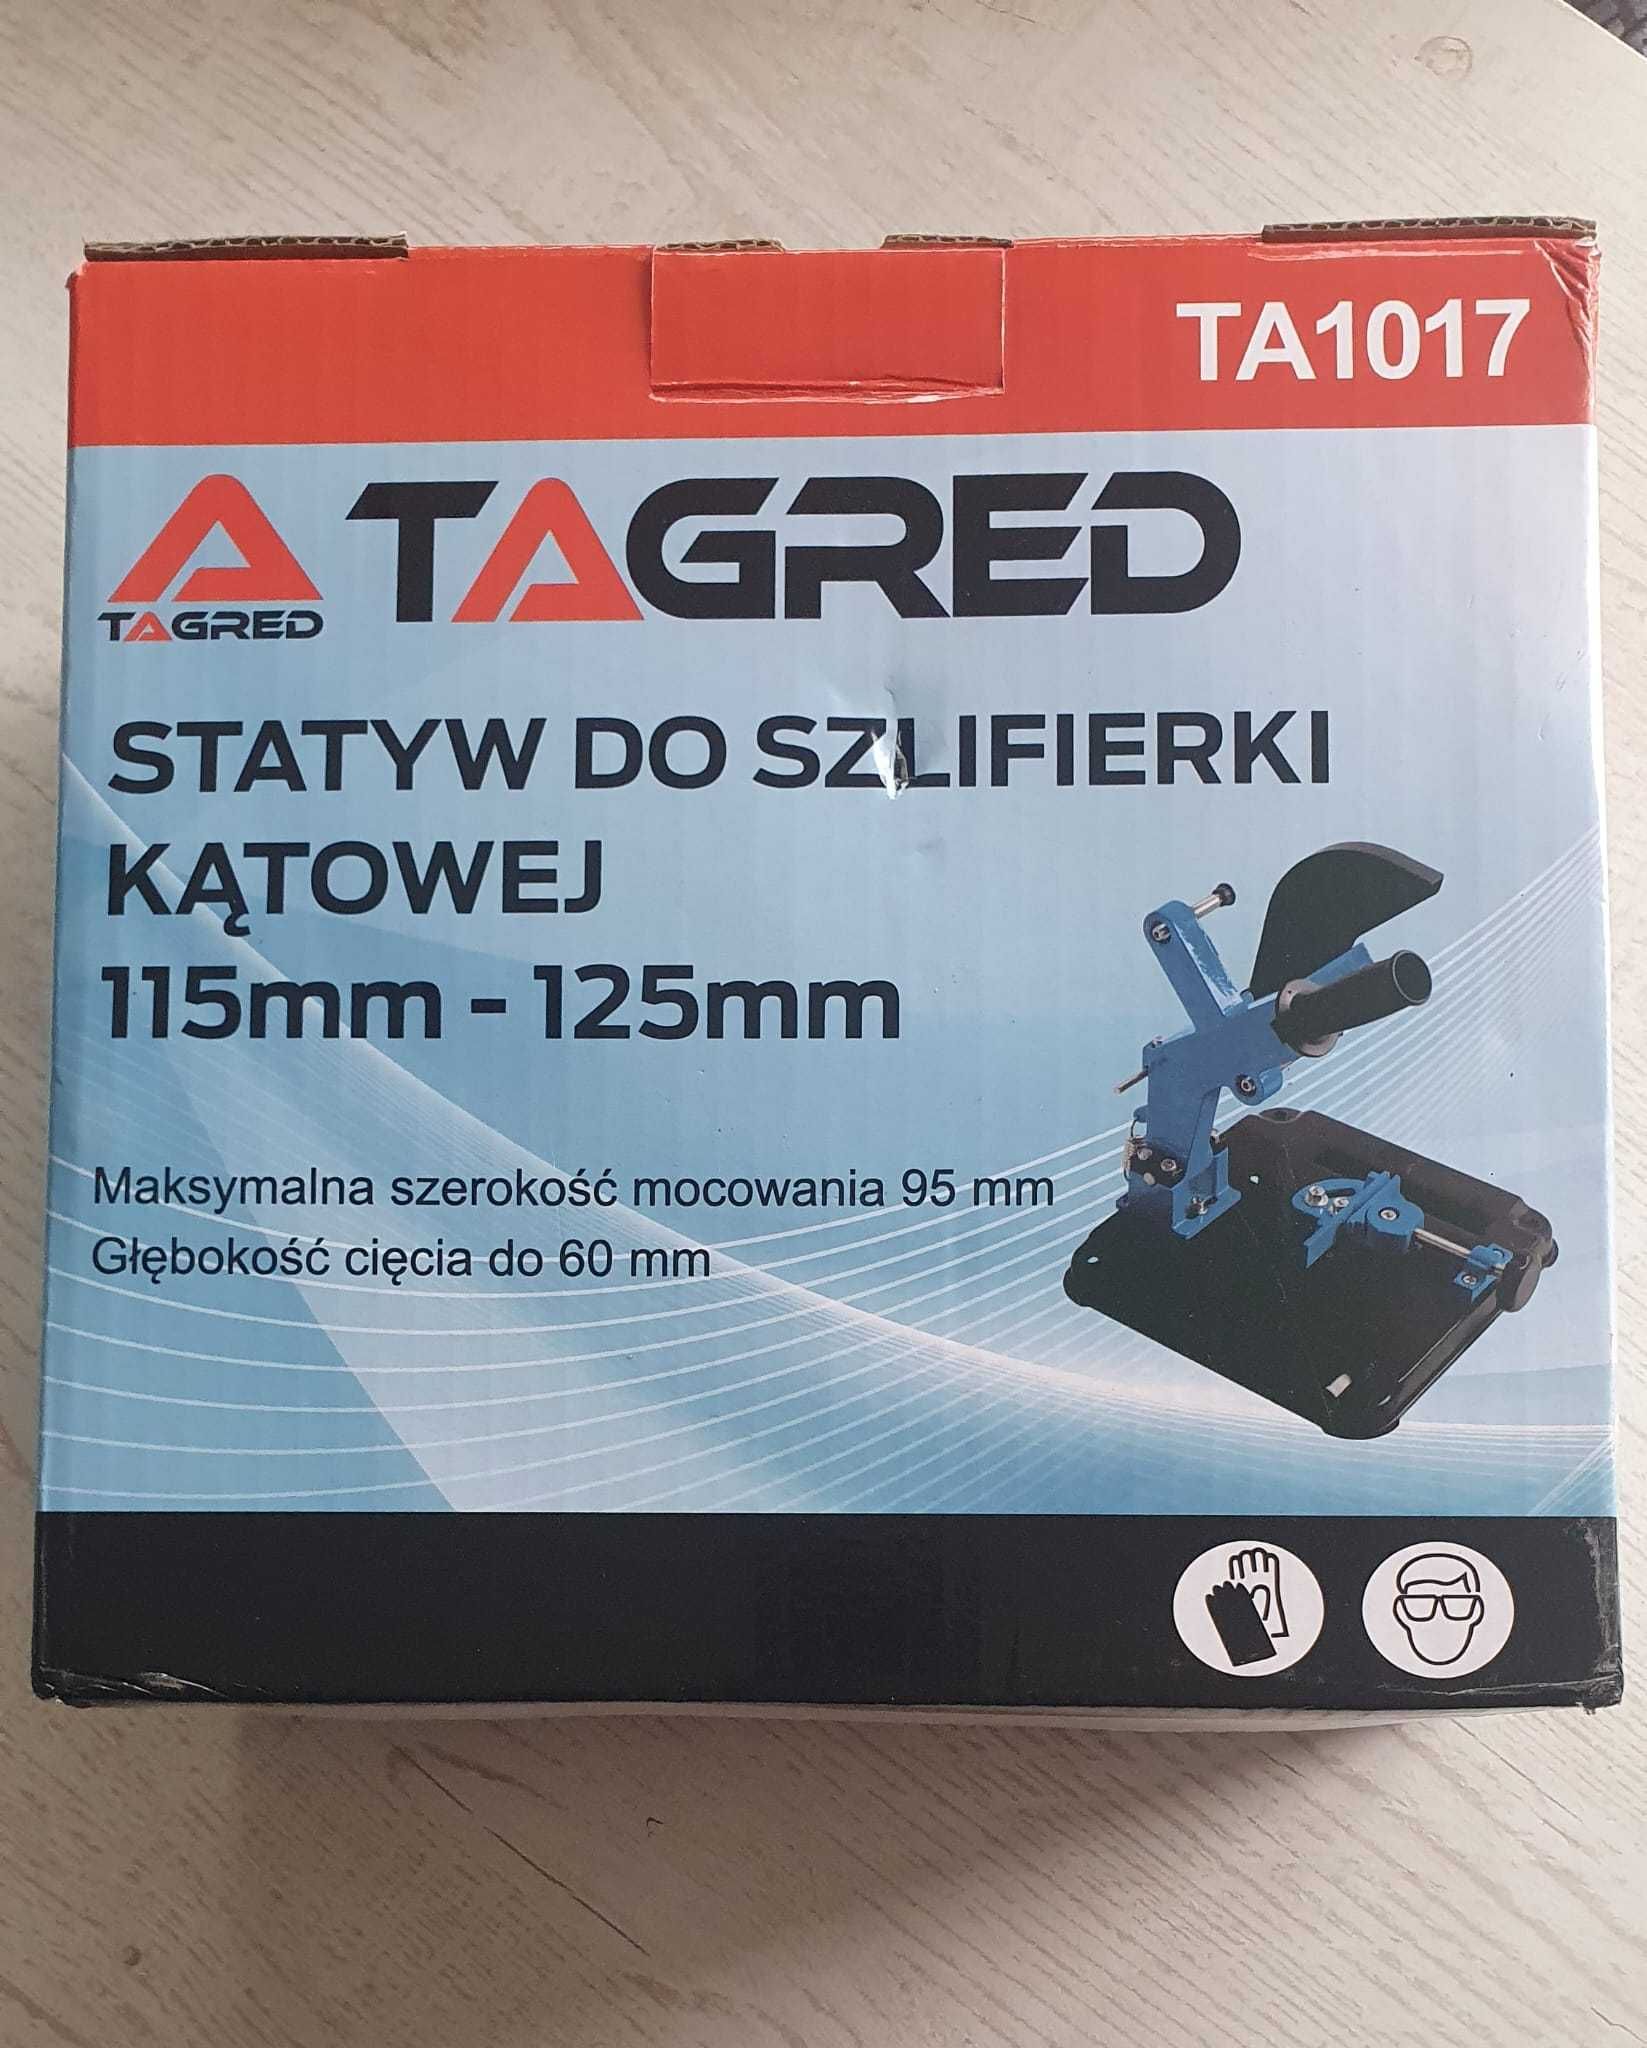 TA1017
TAGRED
TAGRED
STATYW DO SZLIFIERKI
KĄTOWEJ
115mm - 125mm
Maksymalna szerokość mocowania 95 mm
Głębokość cięcia do 60 mm